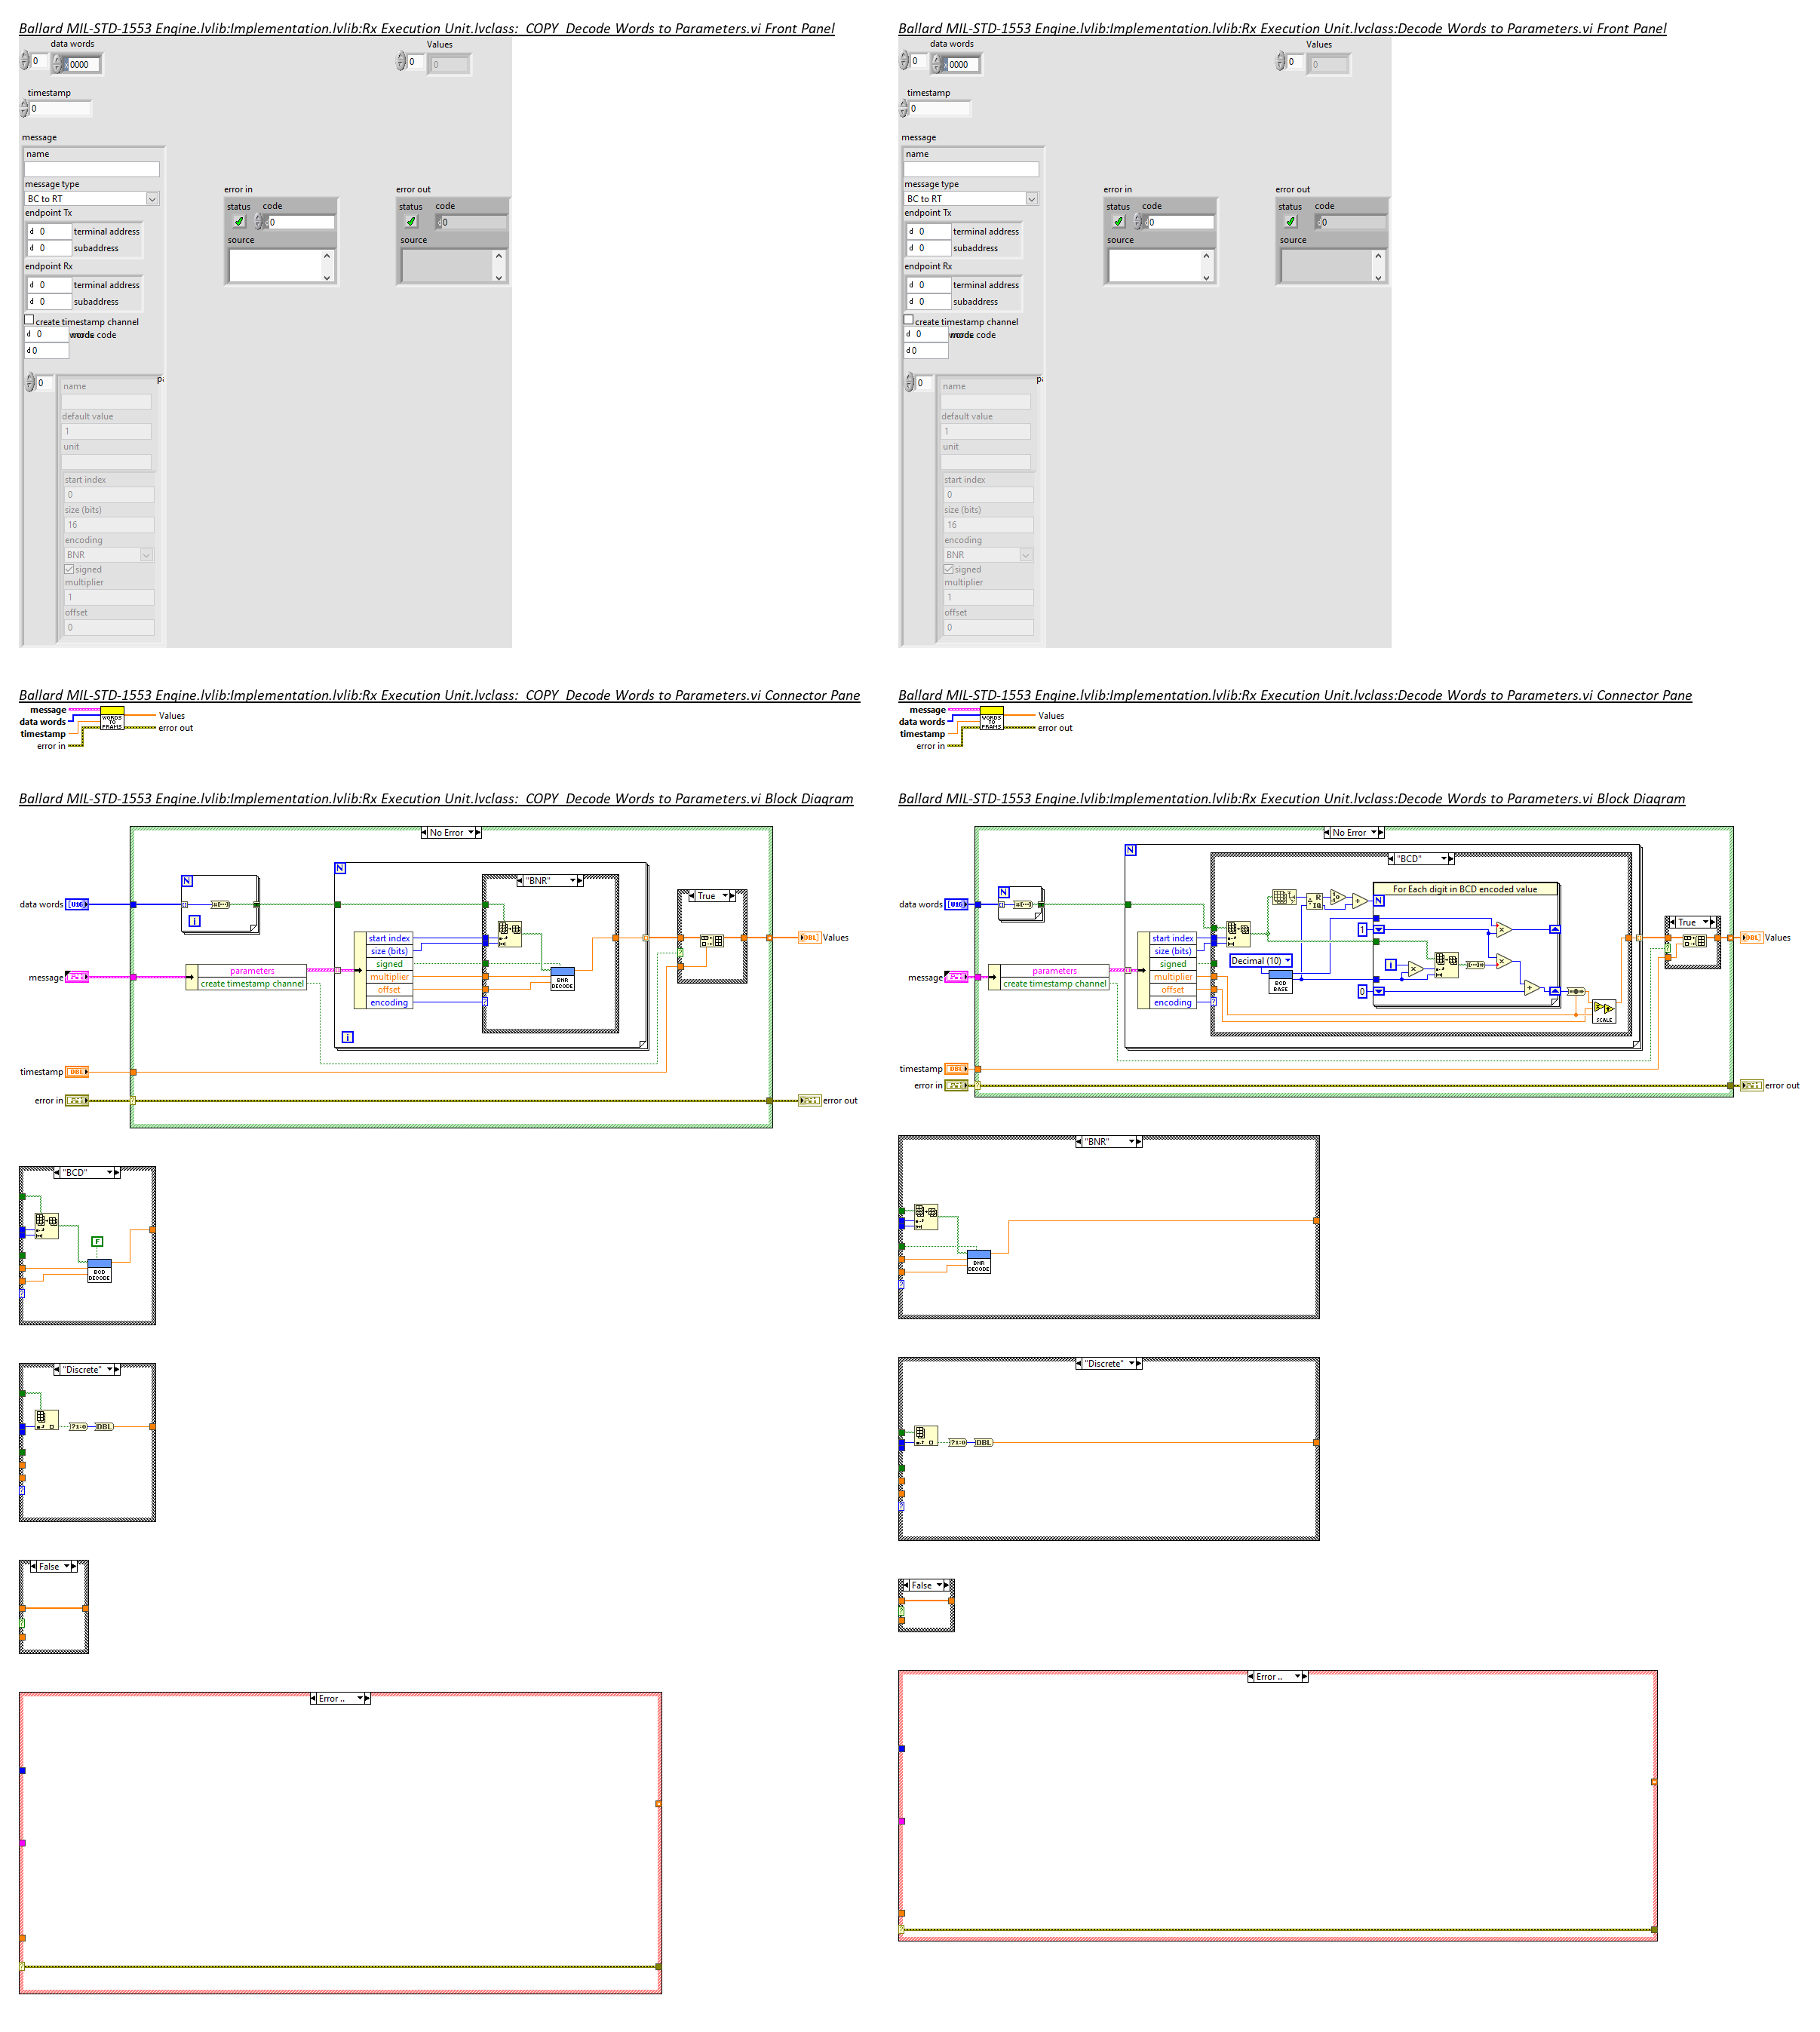 Ballard MIL-STD-1553 Engine.lvlib:Implementation.lvlib:Rx Execution Unit.lvclass:_COPY_Decode Words to Parameters.vi Front Panel
data words
Values
0
0000
0
0
timestamp
0
message
name
message type
BC to RT
endpoint Tx
d 0 terminal address
d 0 subaddress
endpoint Rx
d 0 terminal address
d 0 subaddress
create timestamp channel
d 0
mode code
d 0
error in
status
code
0
source
error out
status
code
0
source
0
name
default value
1
unit
start index
0
size (bits)
16
encoding
BNR
signed
multiplier
1
offset
0
Ballard MIL-STD-1553 Engine.lvlib:Implementation.lvlib:Rx Execution Unit.lvclass:Decode Words to Parameters.vi Front Panel
data words
Values
0
0000
0
0
timestamp
0
message
name
message type
BC to RT
endpoint Tx
d 0 terminal address
d 0 subaddress
endpoint Rx
d 0 terminal address
d 0 subaddress
create timestamp channel
d 0
mode code
d 0
error in
status
code
0
source
error out
status
code
0
source
0
name
default value
1
unit
start index
0
size (bits)
16
encoding
BNR
signed
multiplier
1
offset
0
Ballard MIL-STD-1553 Engine.lvlib:Implementation.lvlib:Rx Execution Unit.lvclass:_COPY_Decode Words to Parameters.vi Connector Pane
message
data words
timestamp
error in
WORDS
TO
PRAMS
Values
error out
Ballard MIL-STD-1553 Engine.lvlib:Implementation.lvlib:Rx Execution Unit.lvclass:Decode Words to Parameters.vi Connector Pane
message
data words
timestamp
error in
WORDS
TO
PRAMS
Values
error out
Ballard MIL-STD-1553 Engine.lvlib:Implementation.lvlib:Rx Execution Unit.lvclass:_COPY_Decode Words to Parameters.vi Block Diagram
No Error
N
N
"BNR"
True
data words
U16
i
start index
size (bits)
signed
multiplier
offset
encoding
BNR
DECODE
DBL
Values
message
parameters
create timestamp channel
i
timestamp
DBL
error in
error out
"BCD"
F
BCD
DECODE
"Discrete"
?1:0
DBL
False
Error ..
Ballard MIL-STD-1553 Engine.lvlib:Implementation.lvlib:Rx Execution Unit.lvclass:Decode Words to Parameters.vi Block Diagram
No Error
N
"BCD"
For Each digit in BCD encoded value
N
N
R
IQ
True
data words
U16
1
start index
size (bits)
signed
multiplier
offset
encoding
Decimal (10)
BCD
BASE
i
0
SCALE
DBL
Values
message
parameters
create timestamp channel
timestamp
DBL
error in
error out
"BNR"
BNR
DECODE
"Discrete"
?1:0
DBL
False
Error ..